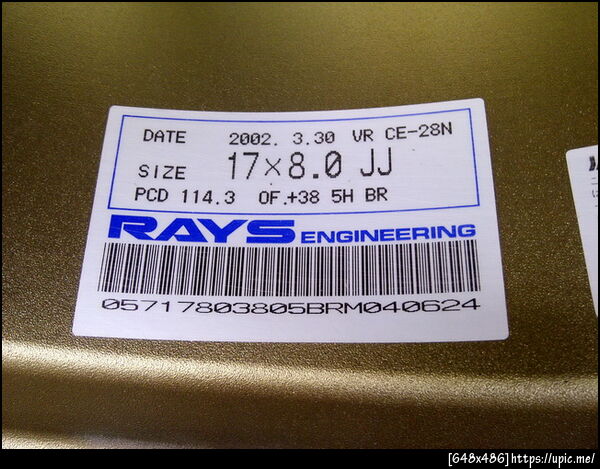 DATE 2002. 3.30 VR CE-28N
SIZE 17×8.0 JJ
PCD 114.3 OF.+38 5H BR
RAYS ENGINEERING
05717803805BRM040624
[648x486]https://upic.me/